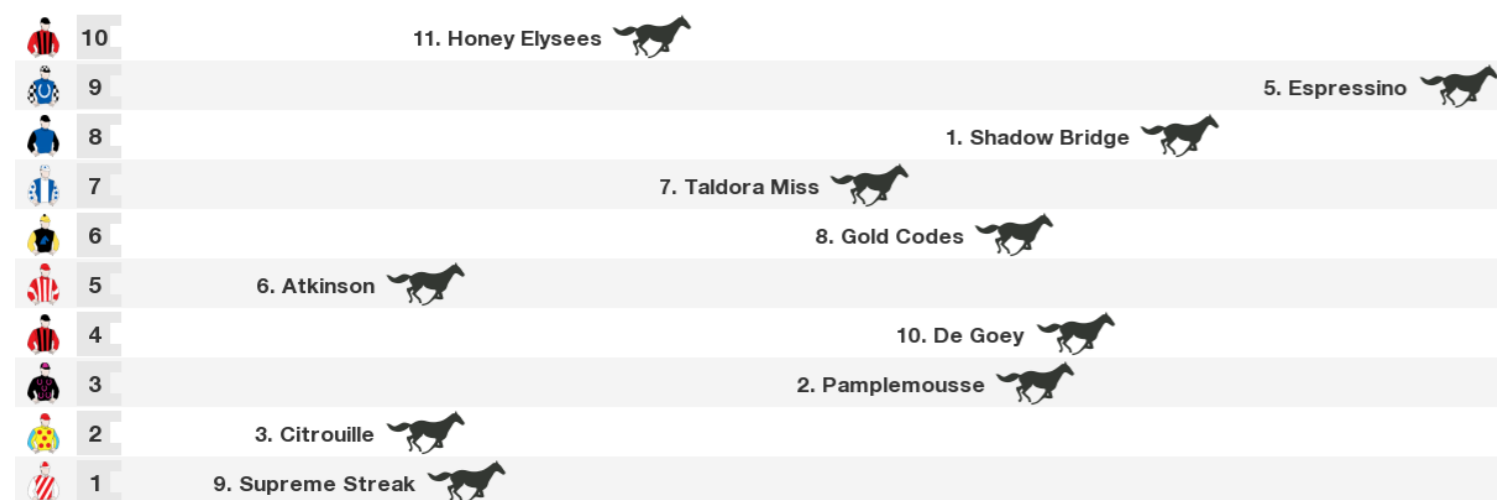 10 11. Honey Elysees
9 5. Espressino
8 1. Shadow Bridge
7 7. Taldora Miss
6 8. Gold Codes
5 6. Atkinson
4 10. De Goey
3 2. Pamplemousse
2 3. Citrouille
1 9. Supreme Streak